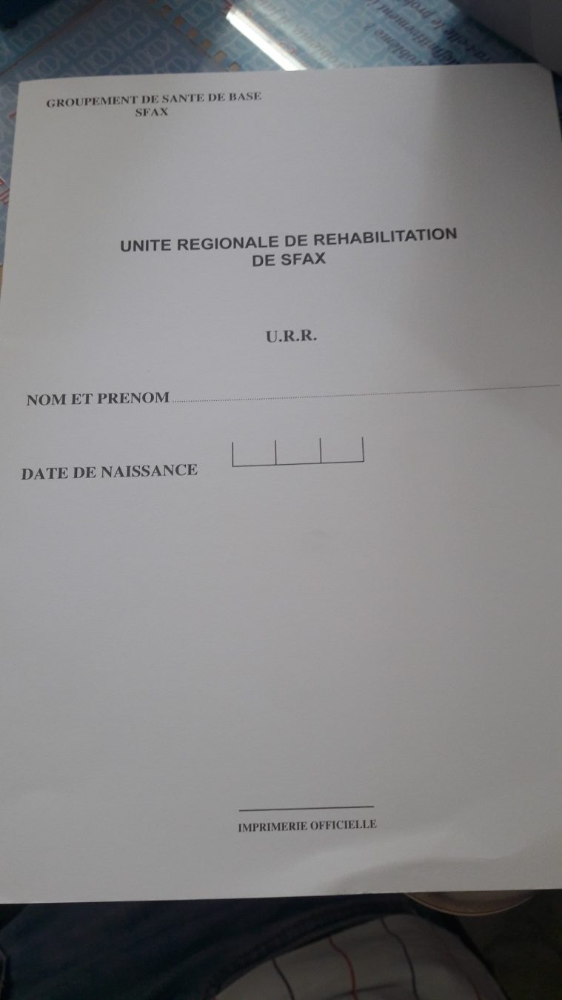 GROUPEMENT DE SANTE DE BASE
SFAX
UNITE REGIONALE DE REHABILITATION
DE SFAX
U.R.R.
NOM ET PRENOM
DATE DE NAISSANCE
IMPRIMERIE OFFICIELLE